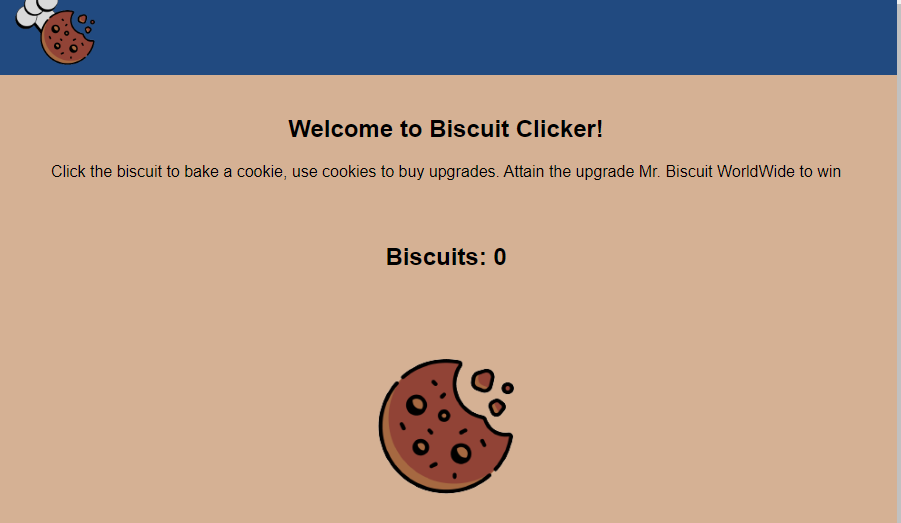 Welcome to Biscuit Clicker!
Click the biscuit to bake a cookie, use cookies to buy upgrades. Attain the upgrade Mr. Biscuit WorldWide to win
Biscuits: 0